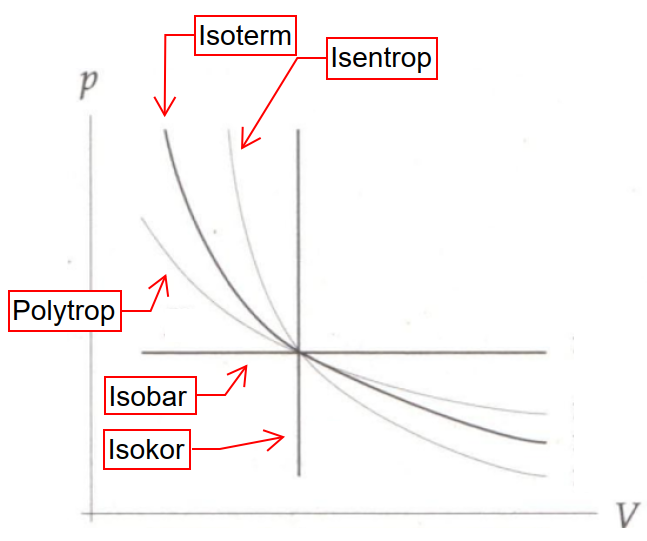 Isoterm
Isentrop
p
Polytrop
Isobar
Isokor
V